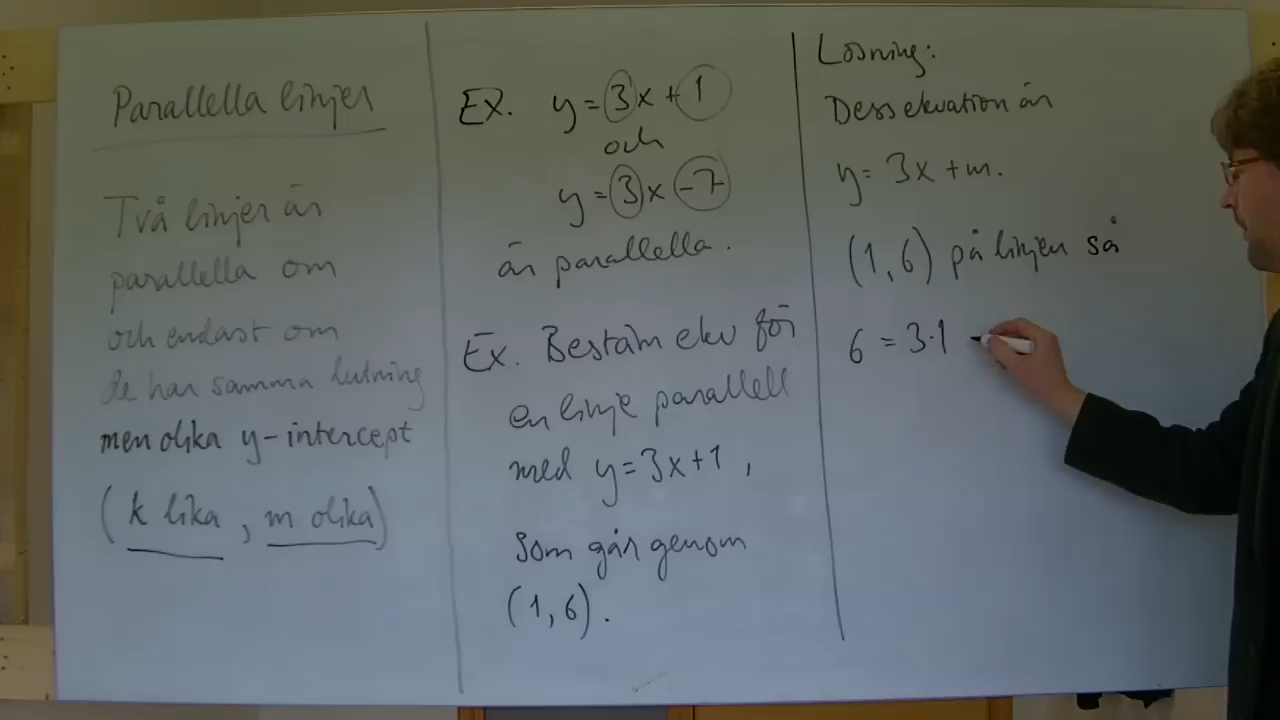 Parallella linjer
Två linjer är
parallella om
och endast om
de har samma lutning
men olika y-intercept
(k lika, m olika)
Ex. y = 3x + 1
och
y = 3x - 7
är parallella.
Ex. Bestäm ekv för
en linje parallell
med y = 3x + 1,
som går genom
(1, 6).
Lösning:
Dess ekvation är
y = 3x + m.
(1, 6) på linjen så
6 = 3·1